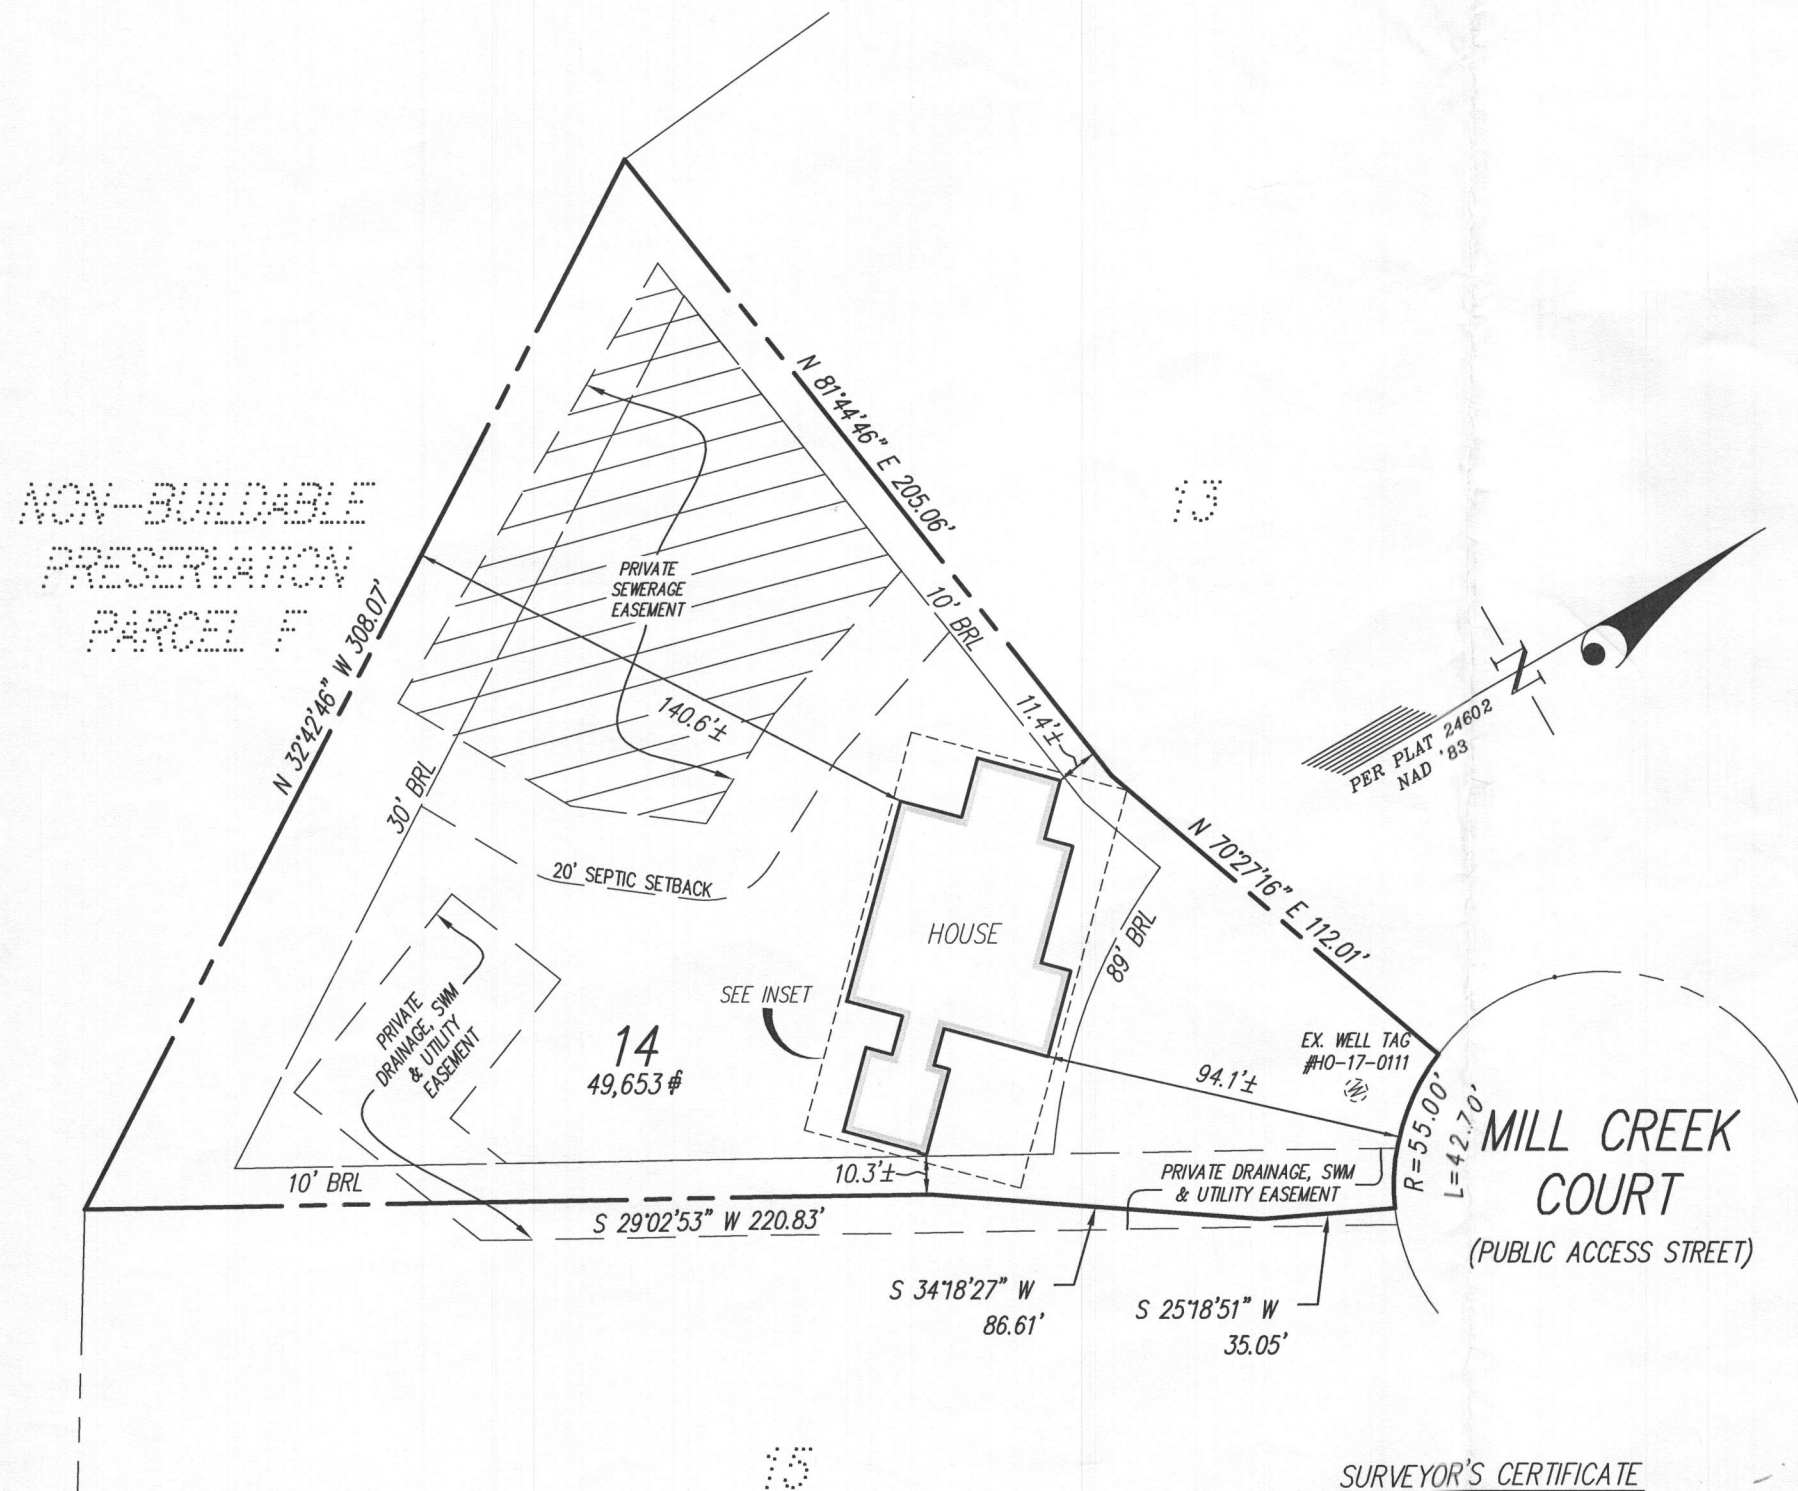 N 81°44'46" E 205.06'
NON-BUILDABLE
PRESERVATION
PARCEL F
13
N 32°42'46" W 308.07'
PRIVATE
SEWERAGE
EASEMENT
10' BRL
140.6'±
11.4'±
N
PER PLAT 24602
NAD '83
30' BRL
N 70°27'16" E 112.01'
20' SEPTIC SETBACK
HOUSE
89' BRL
SEE INSET
PRIVATE
DRAINAGE, SWM
& UTILITY
EASEMENT
14
49,653 sf
EX. WELL TAG
#HO-17-0111
W
94.1'±
R=55.00'
L=42.70'
MILL CREEK
COURT
(PUBLIC ACCESS STREET)
10' BRL
10.3'±
PRIVATE DRAINAGE, SWM
& UTILITY EASEMENT
S 29°02'53" W 220.83'
S 34°18'27" W
86.61'
S 25°18'51" W
35.05'
15
SURVEYOR'S CERTIFICATE